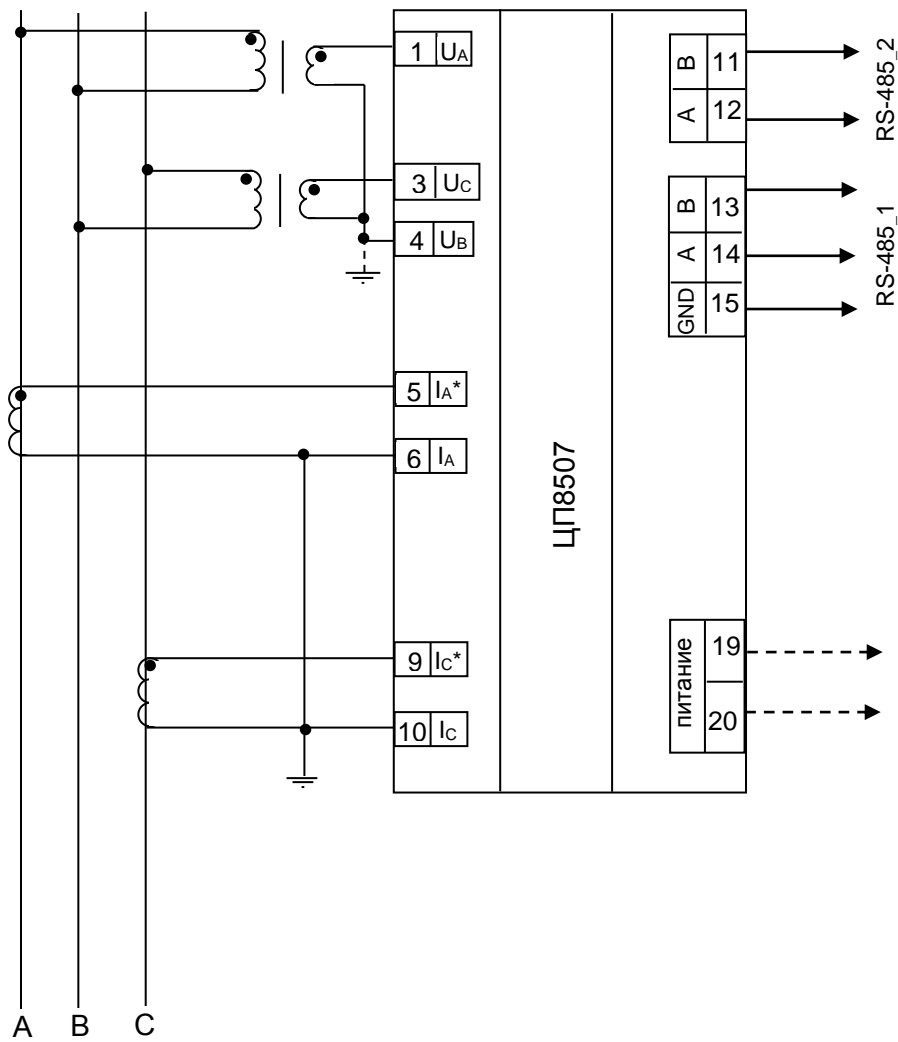 1 UA
3 UC
4 UB
5 IA*
6 IA
9 IC*
10 IC
ЦП8507
B 11
A 12
RS-485_2
B 13
A 14
GND 15
RS-485_1
питание
19
20
A B C